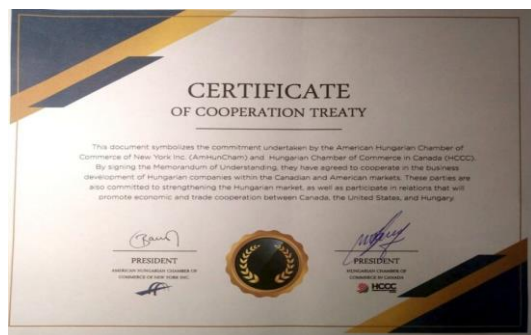 CERTIFICATE
OF COOPERATION TREATY
This document symbolizes the commitment undertaken by the American Hungarian Chamber of
Commerce of New York Inc. (AmHunCham) and Hungarian Chamber of Commerce in Canada (HCCC).
By signing the Memorandum of Understanding, they have agreed to cooperate in the business
development of Hungarian companies within the Canadian and American markets. These parties are
also committed to strengthening the Hungarian market, as well as participate in relations that will
promote economic and trade cooperation between Canada, the United States, and Hungary.
PRESIDENT
AMERICAN HUNGARIAN CHAMBER OF
COMMERCE OF NEW YORK INC.
PRESIDENT
HUNGARIAN CHAMBER OF
COMMERCE IN CANADA
HCCC